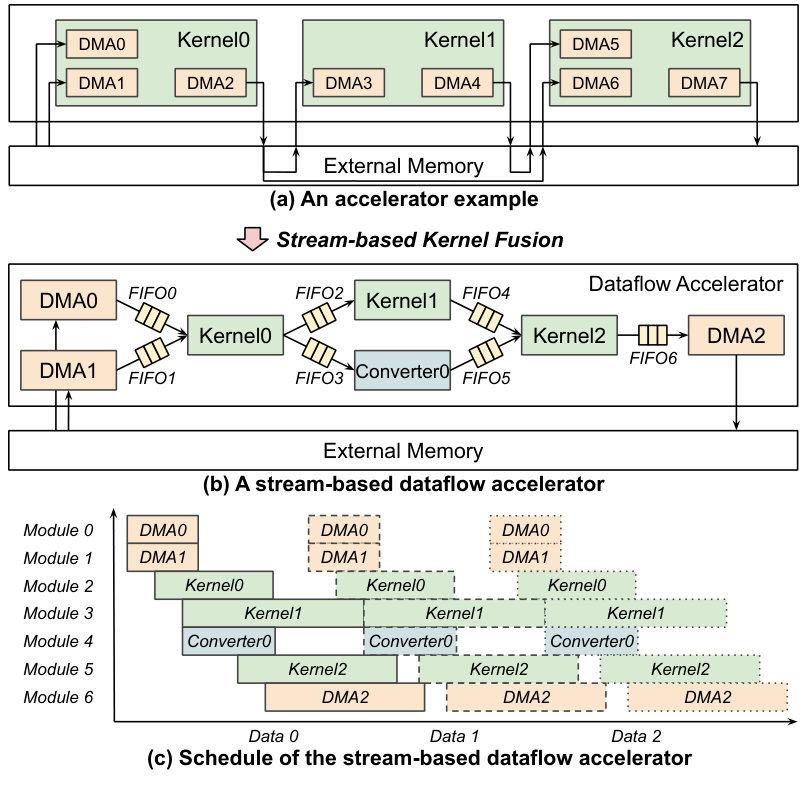 Kernel0
Kernel1
Kernel2
DMA0
DMA5
DMA1
DMA2
DMA3
DMA4
DMA6
DMA7
External Memory
(a) An accelerator example
Stream-based Kernel Fusion
Dataflow Accelerator
FIFO0
FIFO2
FIFO4
DMA0
Kernel1
Kernel0
Kernel2
DMA2
FIFO6
DMA1
Converter0
FIFO1
FIFO3
FIFO5
External Memory
(b) A stream-based dataflow accelerator
Module 0 DMA0 DMA0 DMA0
Module 1 DMA1 DMA1 DMA1
Module 2 Kernel0 Kernel0 Kernel0
Module 3 Kernel1 Kernel1 Kernel1
Module 4 Converter0 Converter0 Converter0
Module 5 Kernel2 Kernel2 Kernel2
Module 6 DMA2 DMA2 DMA2
Data 0 Data 1 Data 2
(c) Schedule of the stream-based dataflow accelerator